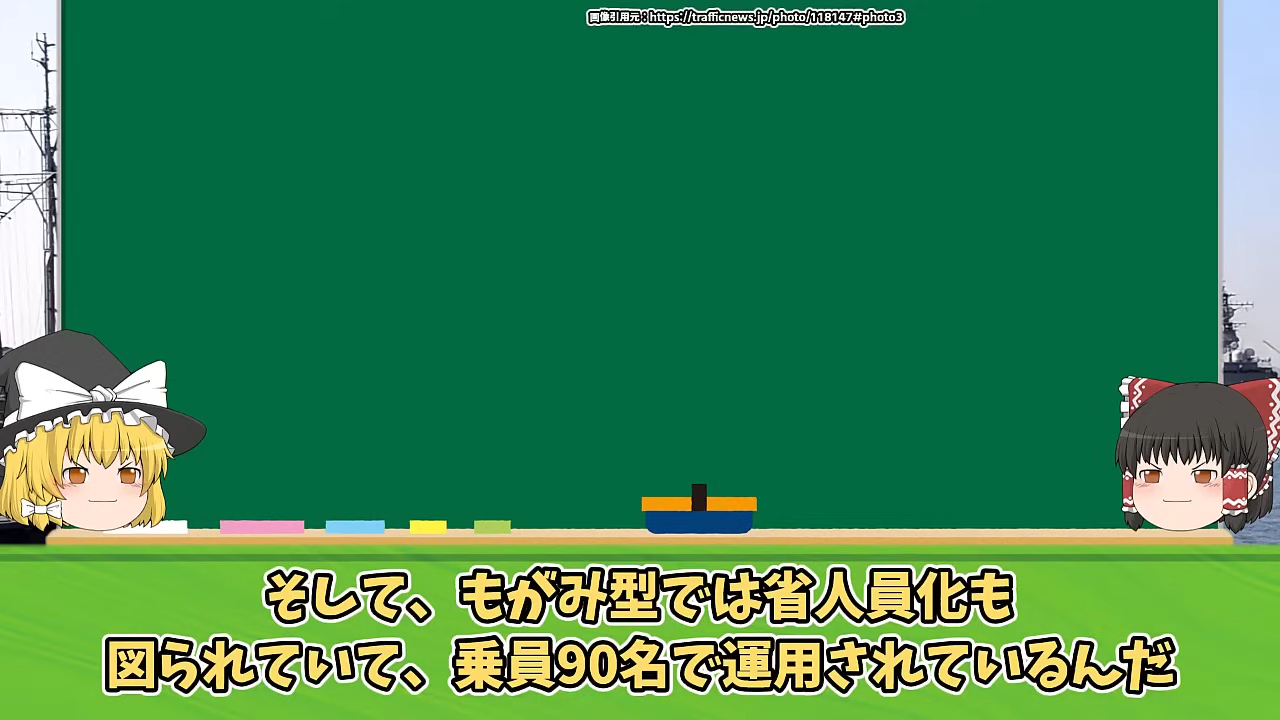 画像引用元：https://trafficnews.jp/photo/118147#photo3
そして、もがみ型では省人員化も
図られていて、乗員90名で運用されているんだ